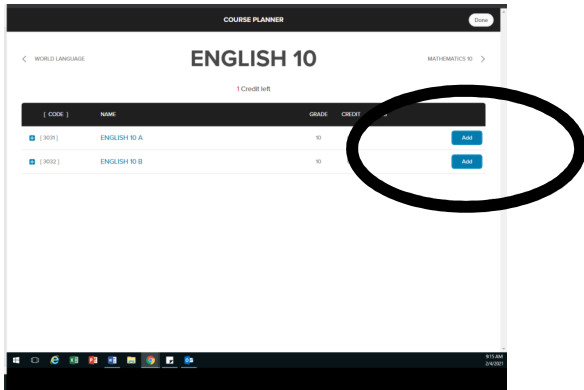 COURSE PLANNER
Done
WORLD LANGUAGE
ENGLISH 10
MATHEMATICS 10
1 Credit left
[ CODE ] NAME GRADE CREDIT
[ 3031 ] ENGLISH 10 A 10 Add
[ 3032 ] ENGLISH 10 B 10 Add
9:15 AM
2/4/2021